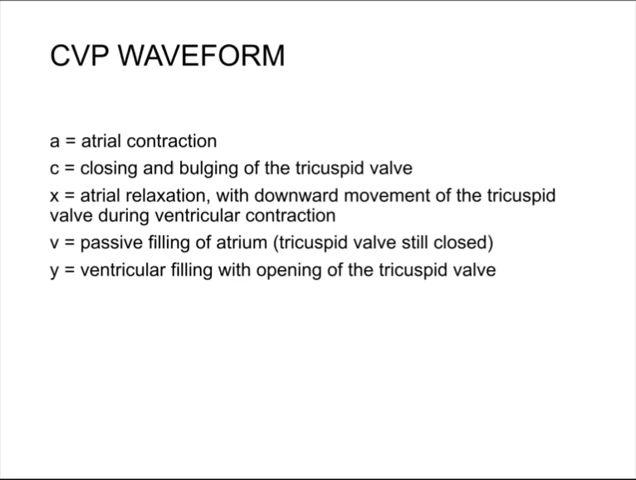 CVP WAVEFORM
a = atrial contraction
c = closing and bulging of the tricuspid valve
x = atrial relaxation, with downward movement of the tricuspid
valve during ventricular contraction
v = passive filling of atrium (tricuspid valve still closed)
y = ventricular filling with opening of the tricuspid valve